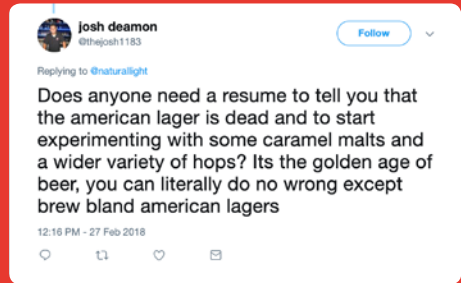 josh deamon
@thejosh1183
Follow
Replying to @naturallight
Does anyone need a resume to tell you that
the american lager is dead and to start
experimenting with some caramel malts and
a wider variety of hops? Its the golden age of
beer, you can literally do no wrong except
brew bland american lagers
12:16 PM - 27 Feb 2018